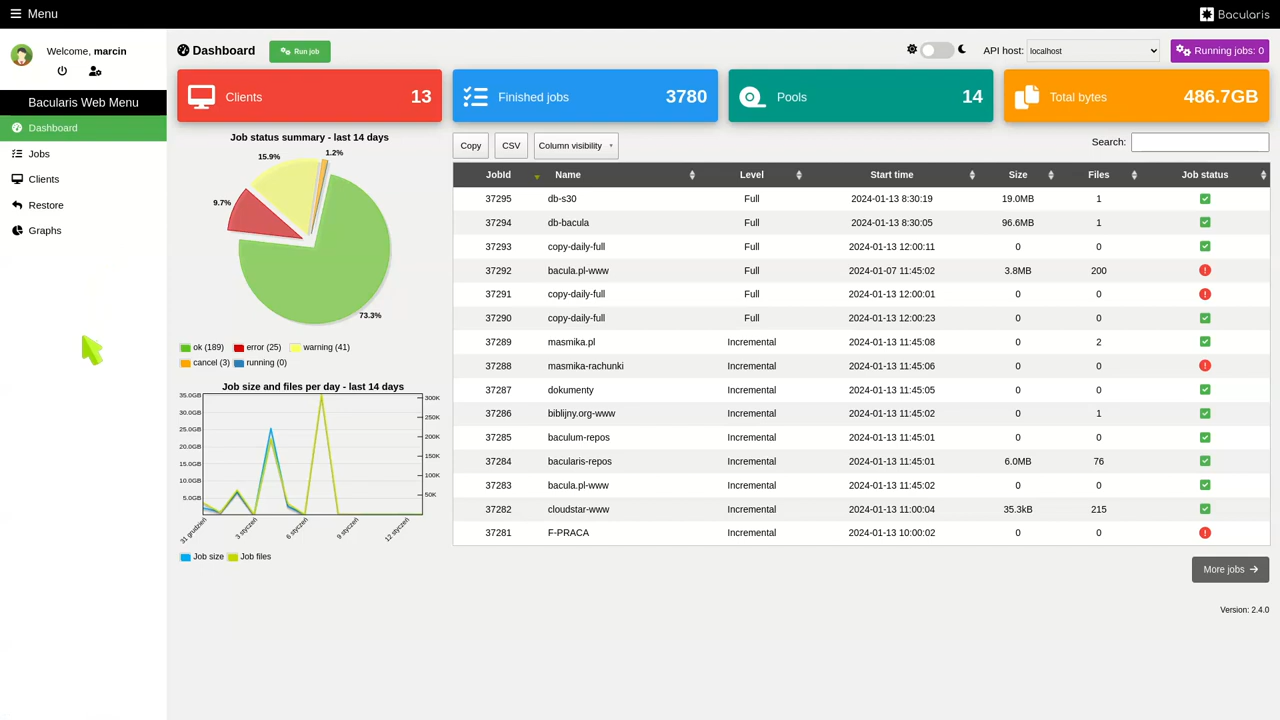 Menu
Bacularis
Welcome, marcin
Bacularis Web Menu
Dashboard
Jobs
Clients
Restore
Graphs
Dashboard
Run job
API host:
localhost
Running jobs: 0
Clients 13
Finished jobs 3780
Pools 14
Total bytes 486.7GB
Job status summary - last 14 days
1.2%
15.9%
9.7%
73.3%
ok (189) error (25) warning (41)
cancel (3) running (0)
Job size and files per day - last 14 days
35.0GB
30.0GB
25.0GB
20.0GB
15.0GB
10.0GB
5.0GB
300K
250K
200K
150K
100K
50K
31 grudzień
3 styczeń
6 styczeń
9 styczeń
12 styczeń
Job size Job files
Copy CSV Column visibility
Search:
JobId Name Level Start time Size Files Job status
37295 db-s30 Full 2024-01-13 8:30:19 19.0MB 1
37294 db-bacula Full 2024-01-13 8:30:05 96.6MB 1
37293 copy-daily-full Full 2024-01-13 12:00:11 0 0
37292 bacula.pl-www Full 2024-01-07 11:45:02 3.8MB 200
37291 copy-daily-full Full 2024-01-13 12:00:01 0 0
37290 copy-daily-full Full 2024-01-13 12:00:23 0 0
37289 masmika.pl Incremental 2024-01-13 11:45:08 0 2
37288 masmika-rachunki Incremental 2024-01-13 11:45:06 0 0
37287 dokumenty Incremental 2024-01-13 11:45:05 0 0
37286 biblijny.org-www Incremental 2024-01-13 11:45:02 0 1
37285 baculum-repos Incremental 2024-01-13 11:45:01 0 0
37284 bacularis-repos Incremental 2024-01-13 11:45:01 6.0MB 76
37283 bacula.pl-www Incremental 2024-01-13 11:45:02 0 0
37282 cloudstar-www Incremental 2024-01-13 11:00:04 35.3kB 215
37281 F-PRACA Incremental 2024-01-13 10:00:02 0 0
More jobs
Version: 2.4.0